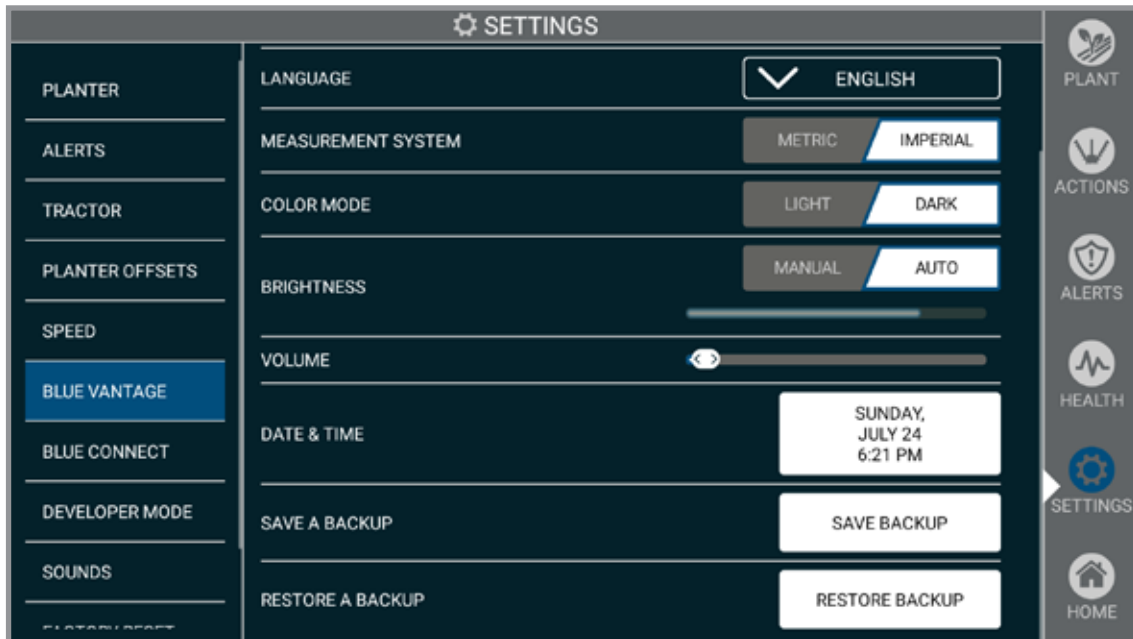 SETTINGS
PLANTER
ALERTS
TRACTOR
PLANTER OFFSETS
SPEED
BLUE VANTAGE
BLUE CONNECT
DEVELOPER MODE
SOUNDS
FACTORY RESET
LANGUAGE
ENGLISH
MEASUREMENT SYSTEM
METRIC
IMPERIAL
COLOR MODE
LIGHT
DARK
BRIGHTNESS
MANUAL
AUTO
VOLUME
DATE & TIME
SUNDAY,
JULY 24
6:21 PM
SAVE A BACKUP
SAVE BACKUP
RESTORE A BACKUP
RESTORE BACKUP
PLANT
ACTIONS
ALERTS
HEALTH
SETTINGS
HOME